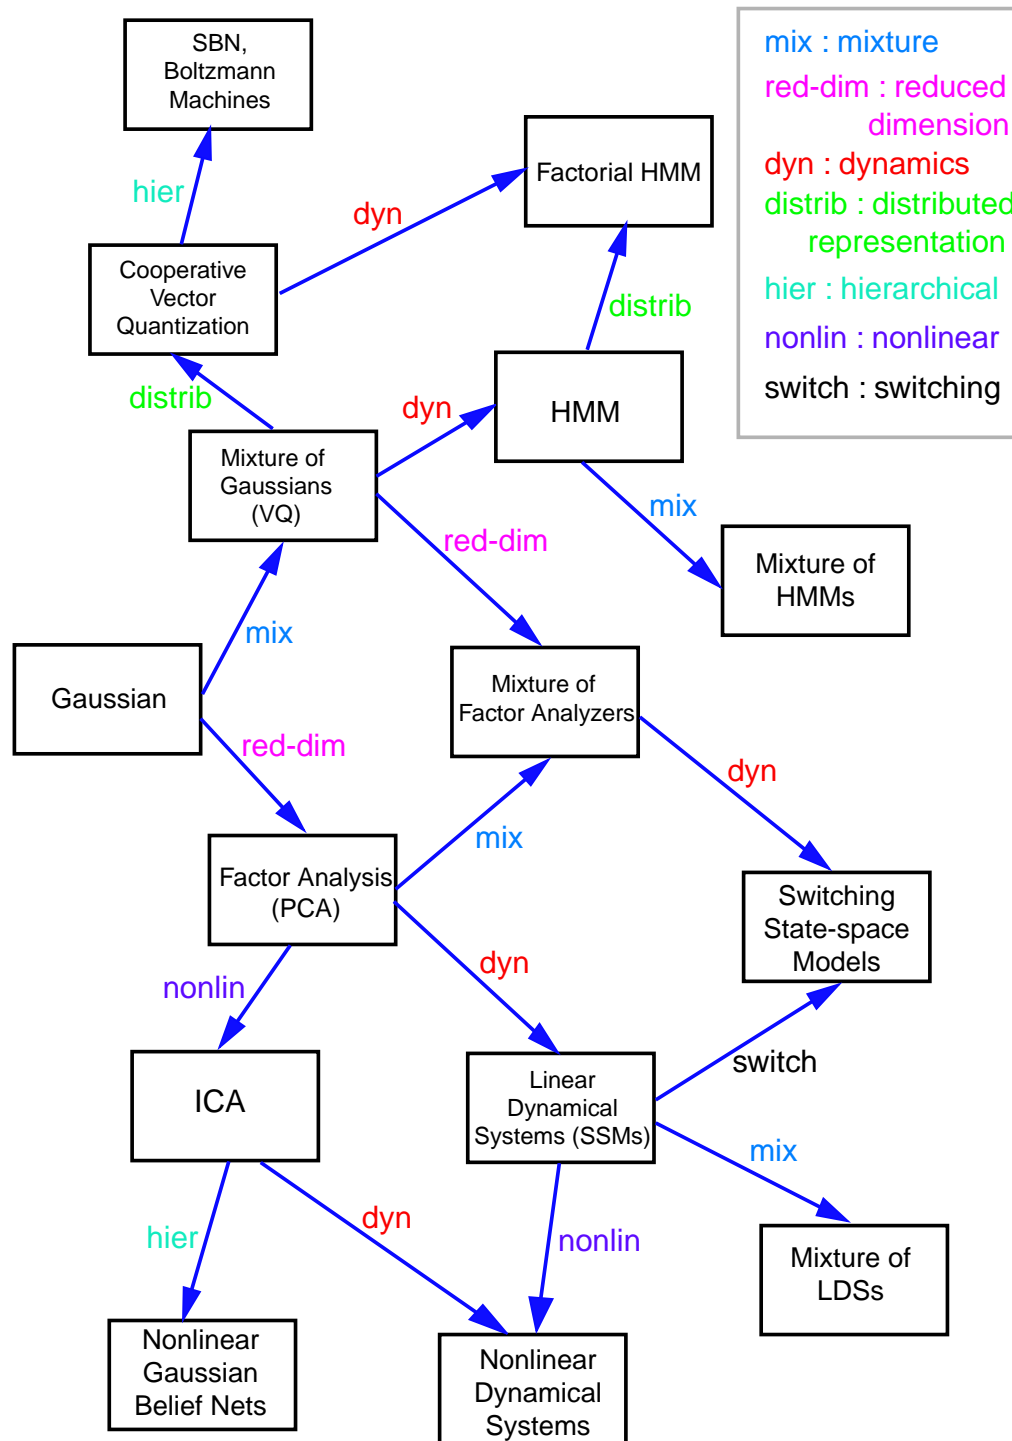 SBN,
Boltzmann
Machines
mix : mixture
red-dim : reduced
dimension
dyn : dynamics
distrib : distributed
representation
hier : hierarchical
nonlin : nonlinear
switch : switching
Factorial HMM
hier
dyn
Cooperative
Vector
Quantization
distrib
distrib
dyn
HMM
Mixture of
Gaussians
(VQ)
mix
red-dim
Mixture of
HMMs
mix
Gaussian
Mixture of
Factor Analyzers
red-dim
dyn
mix
Factor Analysis
(PCA)
Switching
State-space
Models
dyn
nonlin
switch
ICA
Linear
Dynamical
Systems (SSMs)
mix
dyn
hier
nonlin
Mixture of
LDSs
Nonlinear
Gaussian
Belief Nets
Nonlinear
Dynamical
Systems